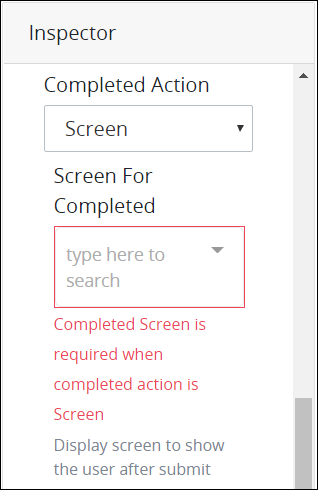 Inspector
Completed Action
Screen
Screen For
Completed
type here to
search
Completed Screen is
required when
completed action is
Screen
Display screen to show
the user after submit